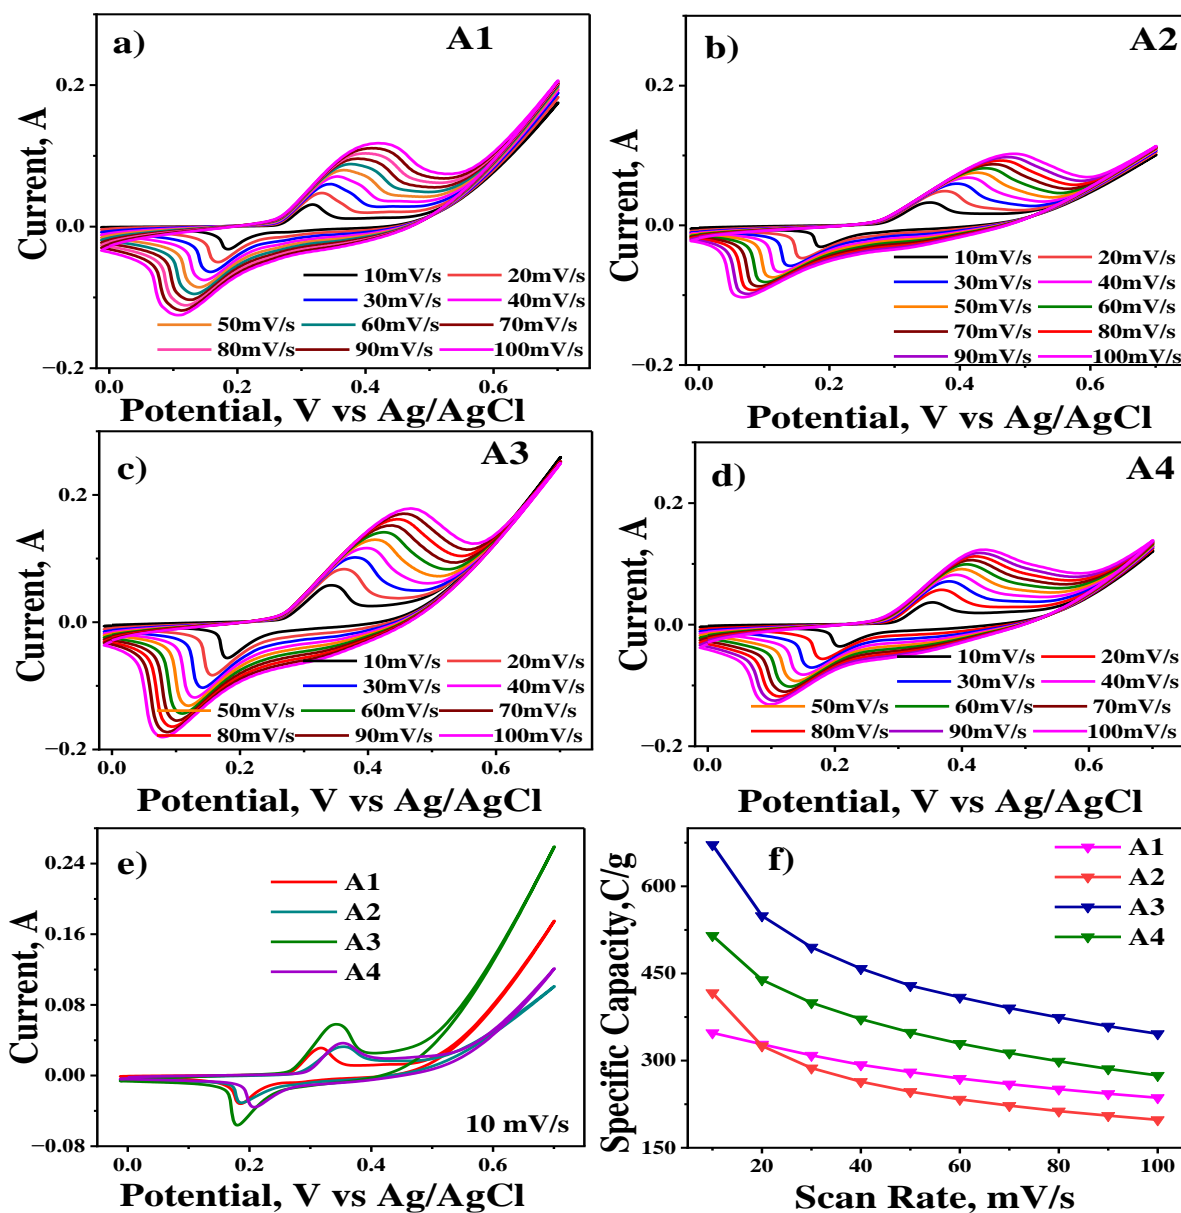 a) A1
0.2
0.0
−0.2
Current, A
10mV/s 20mV/s
30mV/s 40mV/s
50mV/s 60mV/s 70mV/s
80mV/s 90mV/s 100mV/s
0.0 0.2 0.4 0.6
Potential, V vs Ag/AgCl
b) A2
0.2
0.0
−0.2
Current, A
10mV/s 20mV/s
30mV/s 40mV/s
50mV/s 60mV/s
70mV/s 80mV/s
90mV/s 100mV/s
0.0 0.2 0.4 0.6
Potential, V vs Ag/AgCl
c) A3
0.2
0.0
−0.2
Current, A
10mV/s 20mV/s
30mV/s 40mV/s
50mV/s 60mV/s 70mV/s
80mV/s 90mV/s 100mV/s
0.0 0.2 0.4 0.6
Potential, V vs Ag/AgCl
d) A4
0.2
0.0
−0.2
Current, A
10mV/s 20mV/s
30mV/s 40mV/s
50mV/s 60mV/s 70mV/s
80mV/s 90mV/s 100mV/s
0.0 0.2 0.4 0.6
Potential, V vs Ag/AgCl
e)
0.24
0.16
0.08
0.00
−0.08
Current, A
A1
A2
A3
A4
10 mV/s
0.0 0.2 0.4 0.6
Potential, V vs Ag/AgCl
f)
600
450
300
150
Specific Capacity,C/g
A1
A2
A3
A4
20 40 60 80 100
Scan Rate, mV/s